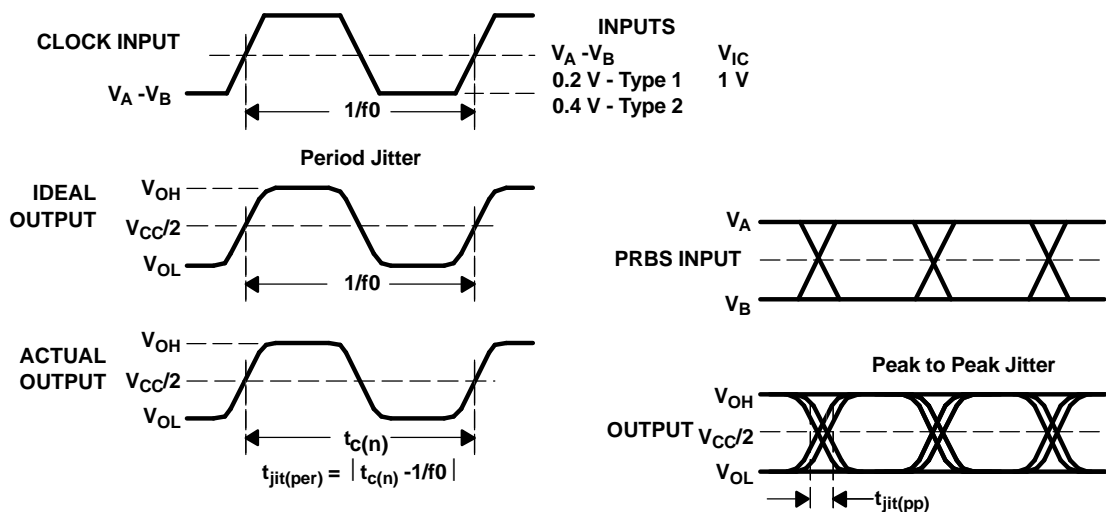 CLOCK INPUT
V_A -V_B
1/f0
INPUTS
V_A -V_B V_IC
0.2 V - Type 1 1 V
0.4 V - Type 2
Period Jitter
IDEAL
OUTPUT
V_OH
V_CC/2
V_OL
1/f0
ACTUAL
OUTPUT
V_OH
V_CC/2
V_OL
t_c(n)
t_jit(per) = | t_c(n) -1/f0 |
V_A
PRBS INPUT
V_B
Peak to Peak Jitter
V_OH
OUTPUT V_CC/2
V_OL
t_jit(pp)